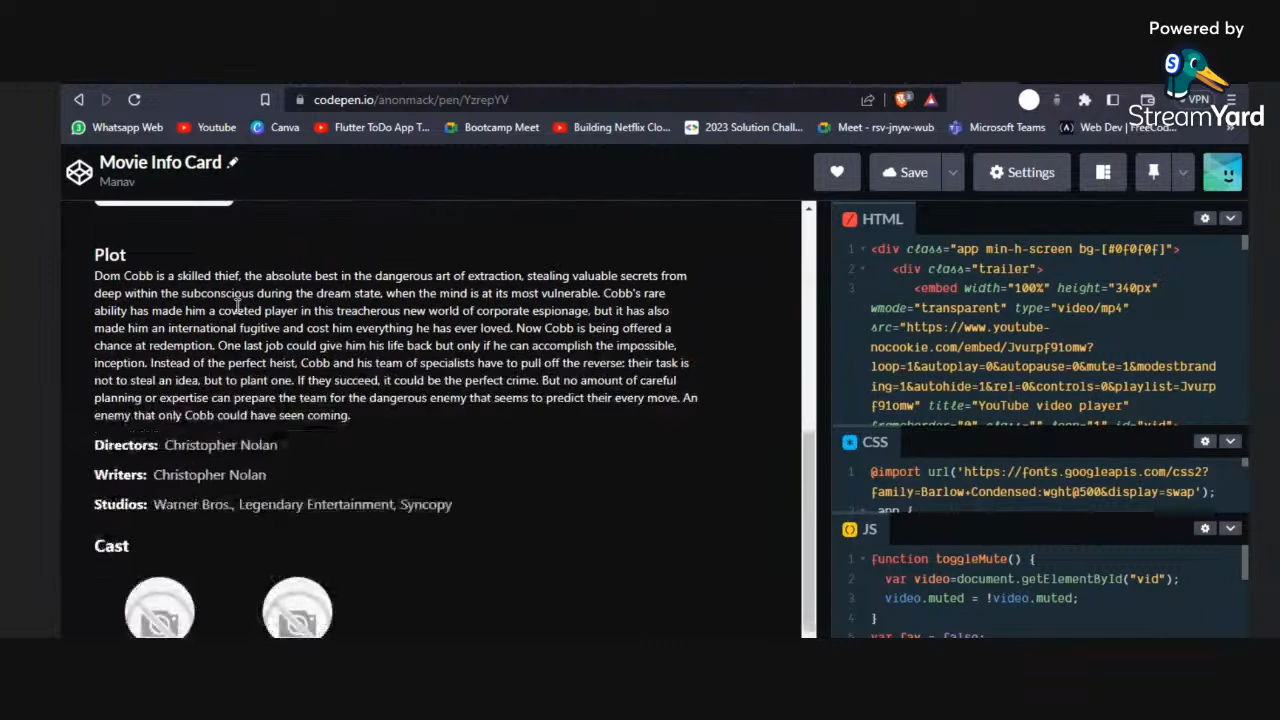 Powered by
StreamYard
codepen.io/anonmack/pen/YzrepYV
VPN
Whatsapp Web
Youtube
Canva
Flutter ToDo App T...
Bootcamp Meet
Building Netflix Clo...
2023 Solution Chall...
Meet - rsv-jnyw-wub
Microsoft Teams
Web Dev | FreeCod...
Movie Info Card
Manav
Save
Settings
Plot
Dom Cobb is a skilled thief, the absolute best in the dangerous art of extraction, stealing valuable secrets from
deep within the subconscious during the dream state, when the mind is at its most vulnerable. Cobb's rare
ability has made him a coveted player in this treacherous new world of corporate espionage, but it has also
made him an international fugitive and cost him everything he has ever loved. Now Cobb is being offered a
chance at redemption. One last job could give him his life back but only if he can accomplish the impossible,
inception. Instead of the perfect heist, Cobb and his team of specialists have to pull off the reverse: their task is
not to steal an idea, but to plant one. If they succeed, it could be the perfect crime. But no amount of careful
planning or expertise can prepare the team for the dangerous enemy that seems to predict their every move. An
enemy that only Cobb could have seen coming.
Directors: Christopher Nolan
Writers: Christopher Nolan
Studios: Warner Bros., Legendary Entertainment, Syncopy
Cast
HTML
1 <div class="app min-h-screen bg-[#0f0f0f]">
2 <div class="trailer">
3 <embed width="100%" height="340px"
wmode="transparent" type="video/mp4"
src="https://www.youtube-
nocookie.com/embed/Jvurpf91omw?
loop=1&autoplay=0&autopause=0&mute=1&modestbrand
ing=1&autohide=1&rel=0&controls=0&playlist=Jvurp
f91omw" title="YouTube video player"
frameborder="0" class="" loop="1" id="vid">
CSS
1 @import url('https://fonts.googleapis.com/css2?
family=Barlow+Condensed:wght@500&display=swap');
.app {
JS
1 function toggleMute() {
2 var video=document.getElementById("vid");
3 video.muted = !video.muted;
4 }
5 var fav = false;